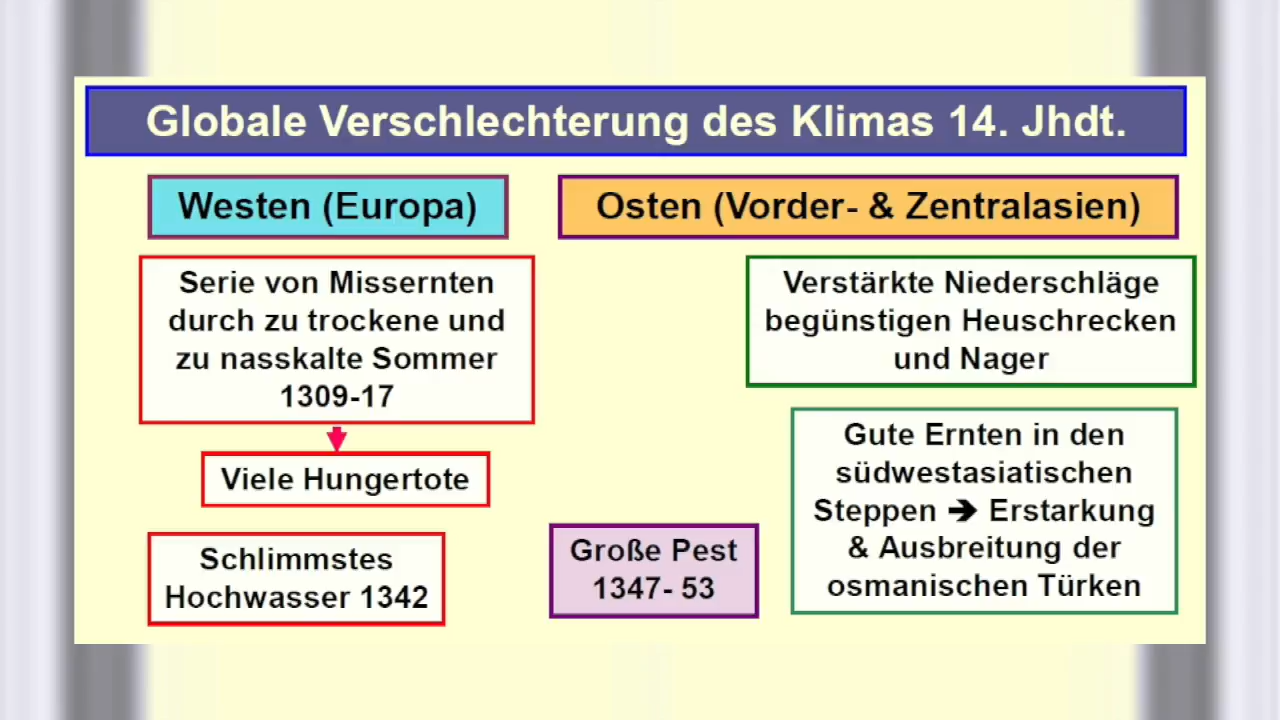 Globale Verschlechterung des Klimas 14. Jhdt.
Westen (Europa)
Osten (Vorder- & Zentralasien)
Serie von Missernten
durch zu trockene und
zu nasskalte Sommer
1309-17
Viele Hungertote
Schlimmstes
Hochwasser 1342
Große Pest
1347- 53
Verstärkte Niederschläge
begünstigen Heuschrecken
und Nager
Gute Ernten in den
südwestasiatischen
Steppen ➔ Erstarkung
& Ausbreitung der
osmanischen Türken